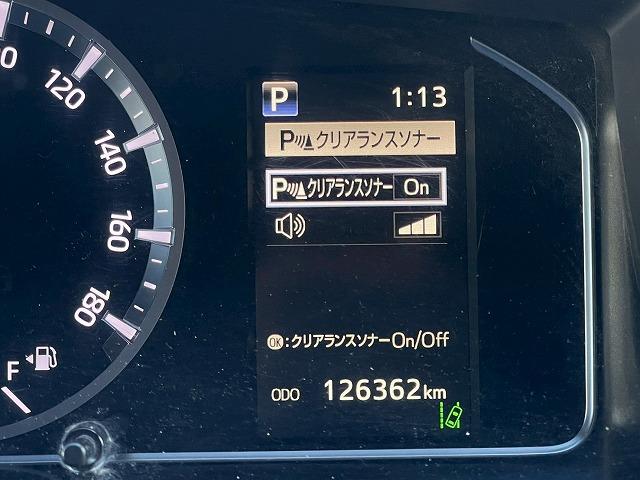 P 1:13
P クリアランスソナー
P クリアランスソナー On
OK:クリアランスソナーOn/Off
ODO 126362km
120
140
160
180
F